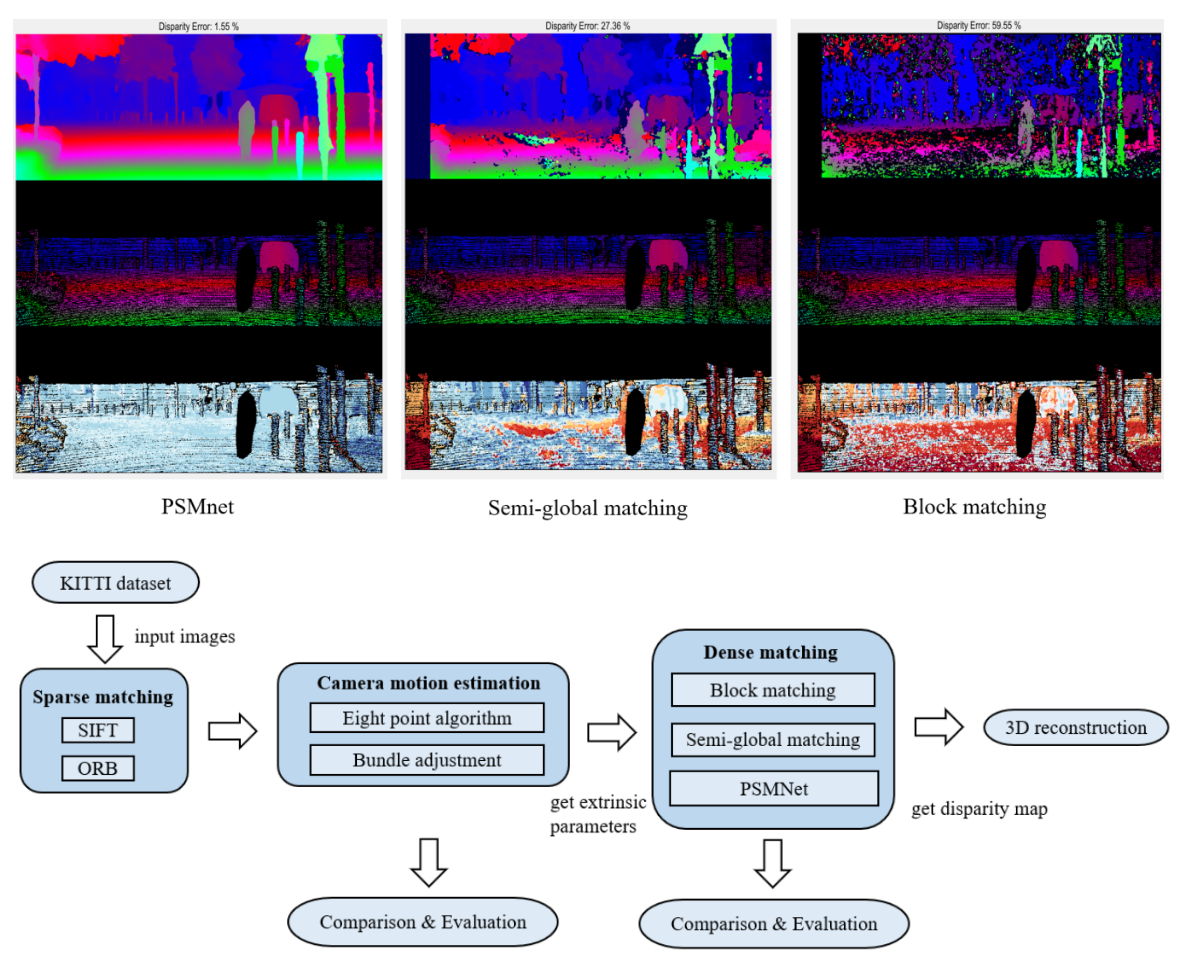 Disparity Error: 1.55 %
Disparity Error: 27.36 %
Disparity Error: 59.55 %
PSMnet
Semi-global matching
Block matching
KITTI dataset
input images
Sparse matching
SIFT
ORB
Camera motion estimation
Eight point algorithm
Bundle adjustment
get extrinsic
parameters
Dense matching
Block matching
Semi-global matching
PSMNet
get disparity map
3D reconstruction
Comparison & Evaluation
Comparison & Evaluation